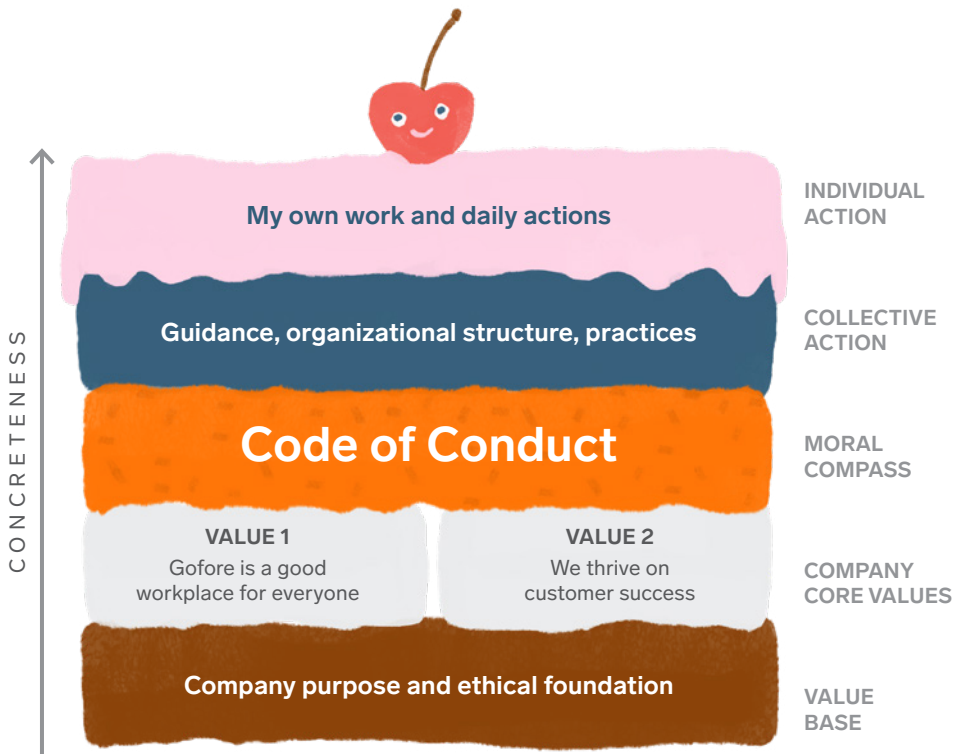 My own work and daily actions
INDIVIDUAL
ACTION
Guidance, organizational structure, practices
COLLECTIVE
ACTION
CONCRETENESS
Code of Conduct
MORAL
COMPASS
VALUE 1
Gofore is a good
workplace for everyone
VALUE 2
We thrive on
customer success
COMPANY
CORE VALUES
Company purpose and ethical foundation
VALUE
BASE